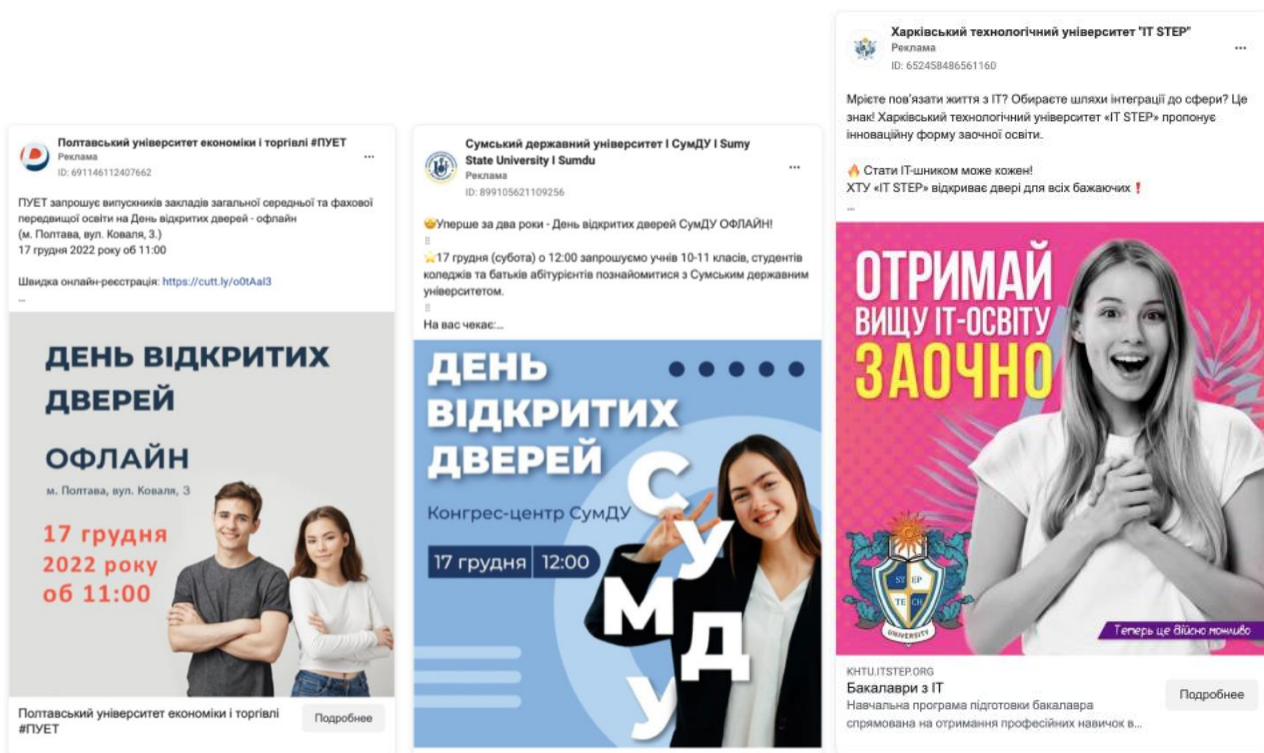 Полтавський університет економіки і торгівлі #ПУЕТ
Реклама
ID: 691146112407662
ПУЕТ запрошує випускників закладів загальної середньої та фахової
передвищої освіти на День відкритих дверей - офлайн
(м. Полтава, вул. Коваля, 3.)
17 грудня 2022 року об 11:00
Швидка онлайн-реєстрація: https://cutt.ly/o0tAaI3
...
ДЕНЬ ВІДКРИТИХ
ДВЕРЕЙ
ОФЛАЙН
м. Полтава, вул. Коваля, 3
17 грудня
2022 року
об 11:00
Полтавський університет економіки і торгівлі
#ПУЕТ
Подробнее
Сумський державний університет І СумДУ І Sumy
State University I Sumdu
Реклама
ID: 899105621109256
🤩Уперше за два роки - День відкритих дверей СумДУ ОФЛАЙН!
⭐17 грудня (субота) о 12:00 запрошуємо учнів 10-11 класів, студентів
коледжів та батьків абітурієнтів познайомитися з Сумським державним
університетом.
На вас чекає:...
ДЕНЬ
ВІДКРИТИХ
ДВЕРЕЙ
Конгрес-центр СумДУ
17 грудня 12:00
СУМДУ
Харківський технологічний університет "IT STEP"
Реклама
ID: 652458486561160
Мрієте пов'язати життя з ІТ? Обираєте шляхи інтеграції до сфери? Це
знак! Харківський технологічний університет «IT STEP» пропонує
інноваційну форму заочної освіти.
🔥 Стати ІТ-шником може кожен!
ХТУ «IT STEP» відкриває двері для всіх бажаючих❗
...
ОТРИМАЙ
ВИЩУ ІТ-ОСВІТУ
ЗАОЧНО
ST EP
TE CH
UNIVERSITY
Тепер це дійсно можливо
KHTU.ITSTEP.ORG
Бакалаври з ІТ
Навчальна програма підготовки бакалавра
спрямована на отримання професійних навичок в...
Подробнее